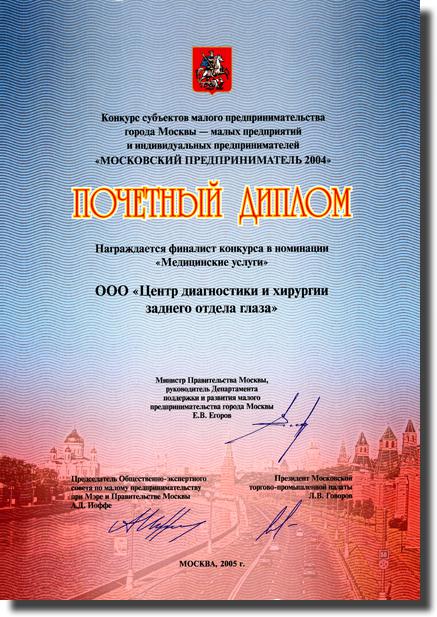 Конкурс субъектов малого предпринимательства
города Москвы — малых предприятий
и индивидуальных предпринимателей
«МОСКОВСКИЙ ПРЕДПРИНИМАТЕЛЬ 2004»
ПОЧЕТНЫЙ ДИПЛОМ
Награждается финалист конкурса в номинации
«Медицинские услуги»
ООО «Центр диагностики и хирургии
заднего отдела глаза»
Министр Правительства Москвы,
руководитель Департамента
поддержки и развития малого
предпринимательства города Москвы
Е.В. Егоров
Председатель Общественно-экспертного
совета по малому предпринимательству
при Мэре и Правительстве Москвы
А.Д. Иоффе
Президент Московской
торгово-промышленной палаты
Л.В. Говоров
МОСКВА, 2005 г.